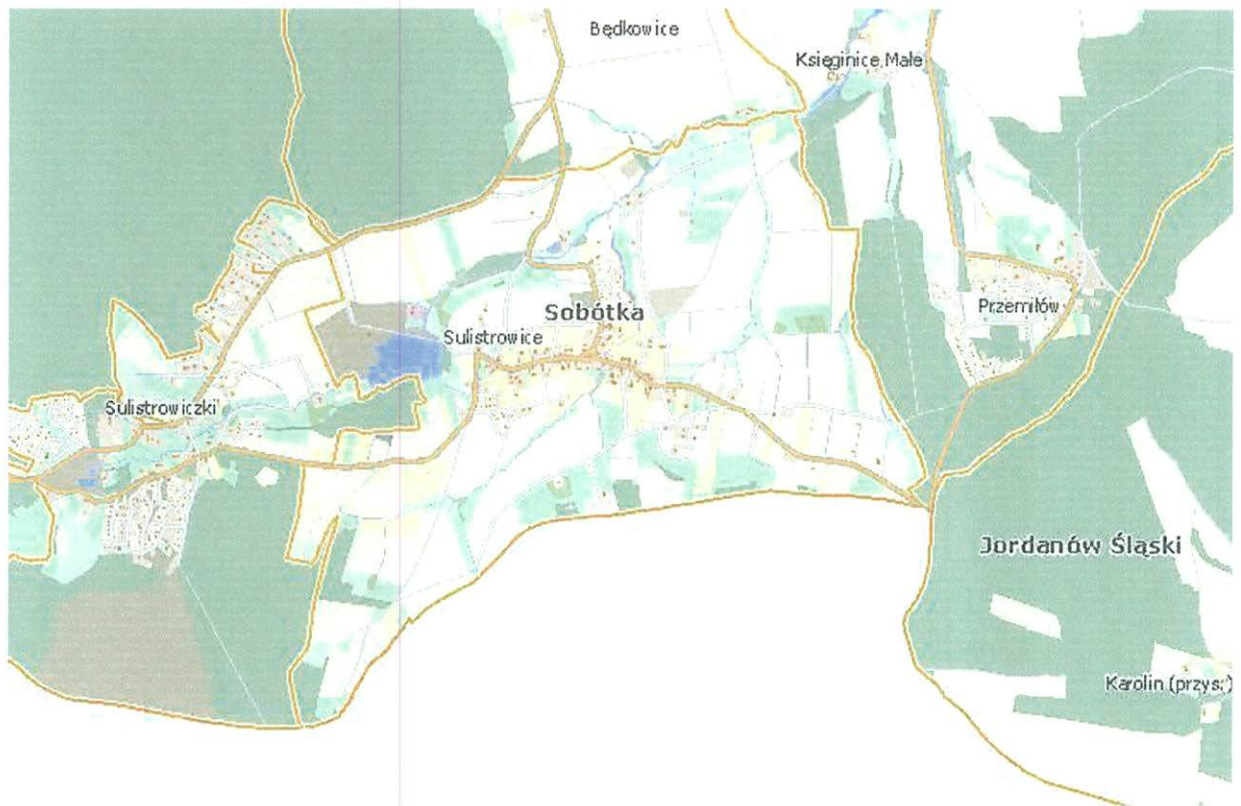 Będkowice
Księginice Małe
Sobótka
Przemiłów
Sulistrowice
Sulistrowiczki
Jordanów Śląski
Karolin (przys.)